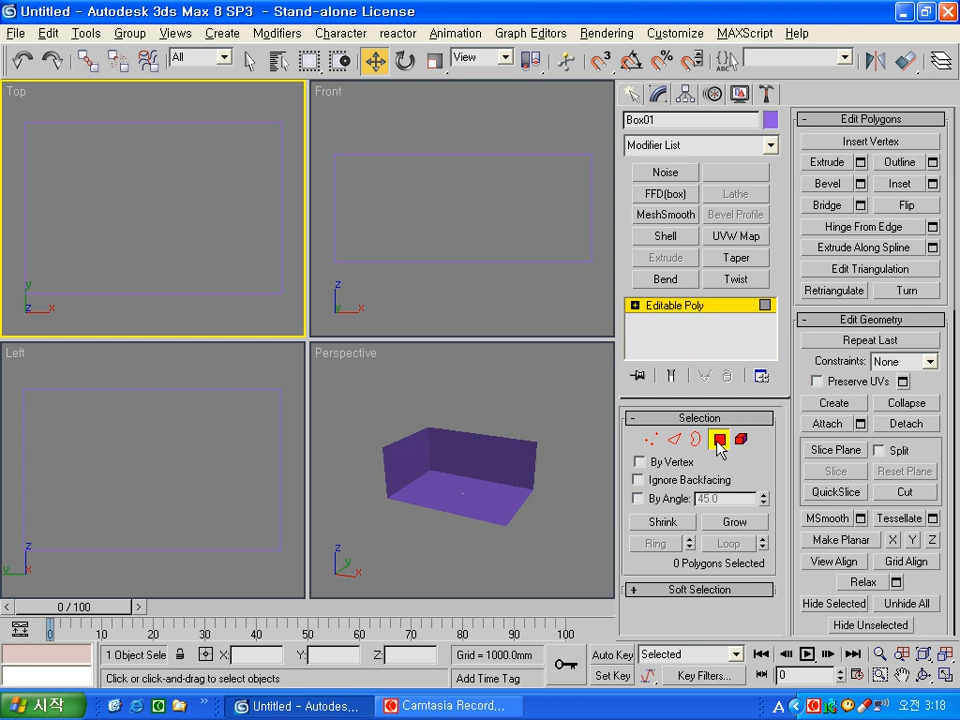 Untitled - Autodesk 3ds Max 8 SP3 - Stand-alone License
File Edit Tools Group Views Create Modifiers Character reactor Animation Graph Editors Rendering Customize MAXScript Help
All View
Top
Front
Left
Perspective
Box01
Modifier List
Noise
FFD(box) Lathe
MeshSmooth Bevel Profile
Shell UVW Map
Extrude Taper
Bend Twist
Editable Poly
Selection
By Vertex
Ignore Backfacing
By Angle: 45.0
Shrink Grow
Ring Loop
0 Polygons Selected
Soft Selection
Edit Polygons
Insert Vertex
Extrude Outline
Bevel Inset
Bridge Flip
Hinge From Edge
Extrude Along Spline
Edit Triangulation
Retriangulate Turn
Edit Geometry
Repeat Last
Constraints: None
Preserve UVs
Create Collapse
Attach Detach
Slice Plane Split
Slice Reset Plane
QuickSlice Cut
MSmooth Tessellate
Make Planar X Y Z
View Align Grid Align
Relax
Hide Selected Unhide All
Hide Unselected
0 / 100
0 10 20 30 40 50 60 70 80 90 100
1 Object Sele X: Y: Z: Grid = 1000.0mm Auto Key Selected
Click or click-and-drag to select objects Add Time Tag Set Key Key Filters... 0
시작 Untitled - Autodes... Camtasia Record... A 오전 3:18